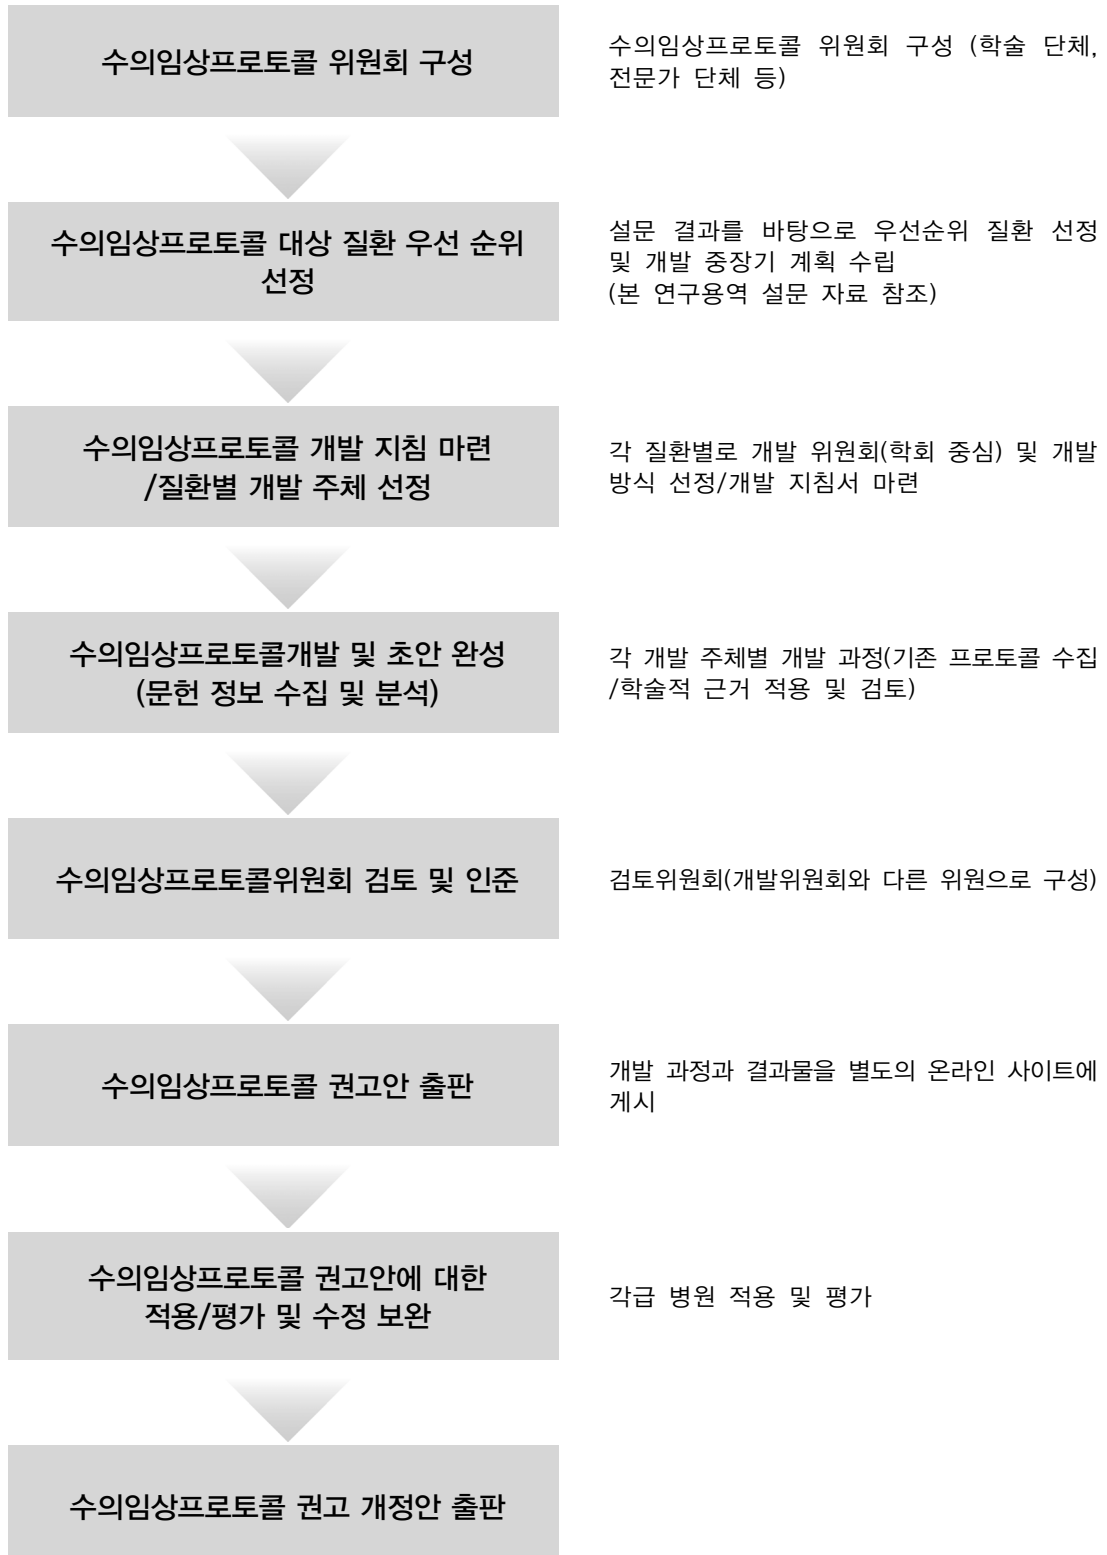 수의임상프로토콜 위원회 구성
수의임상프로토콜 위원회 구성 (학술 단체,
전문가 단체 등)
수의임상프로토콜 대상 질환 우선 순위
선정
설문 결과를 바탕으로 우선순위 질환 선정
및 개발 중장기 계획 수립
(본 연구용역 설문 자료 참조)
수의임상프로토콜 개발 지침 마련
/질환별 개발 주체 선정
각 질환별로 개발 위원회(학회 중심) 및 개발
방식 선정/개발 지침서 마련
수의임상프로토콜개발 및 초안 완성
(문헌 정보 수집 및 분석)
각 개발 주체별 개발 과정(기존 프로토콜 수집
/학술적 근거 적용 및 검토)
수의임상프로토콜위원회 검토 및 인준
검토위원회(개발위원회와 다른 위원으로 구성)
수의임상프로토콜 권고안 출판
개발 과정과 결과물을 별도의 온라인 사이트에
게시
수의임상프로토콜 권고안에 대한
적용/평가 및 수정 보완
각급 병원 적용 및 평가
수의임상프로토콜 권고 개정안 출판